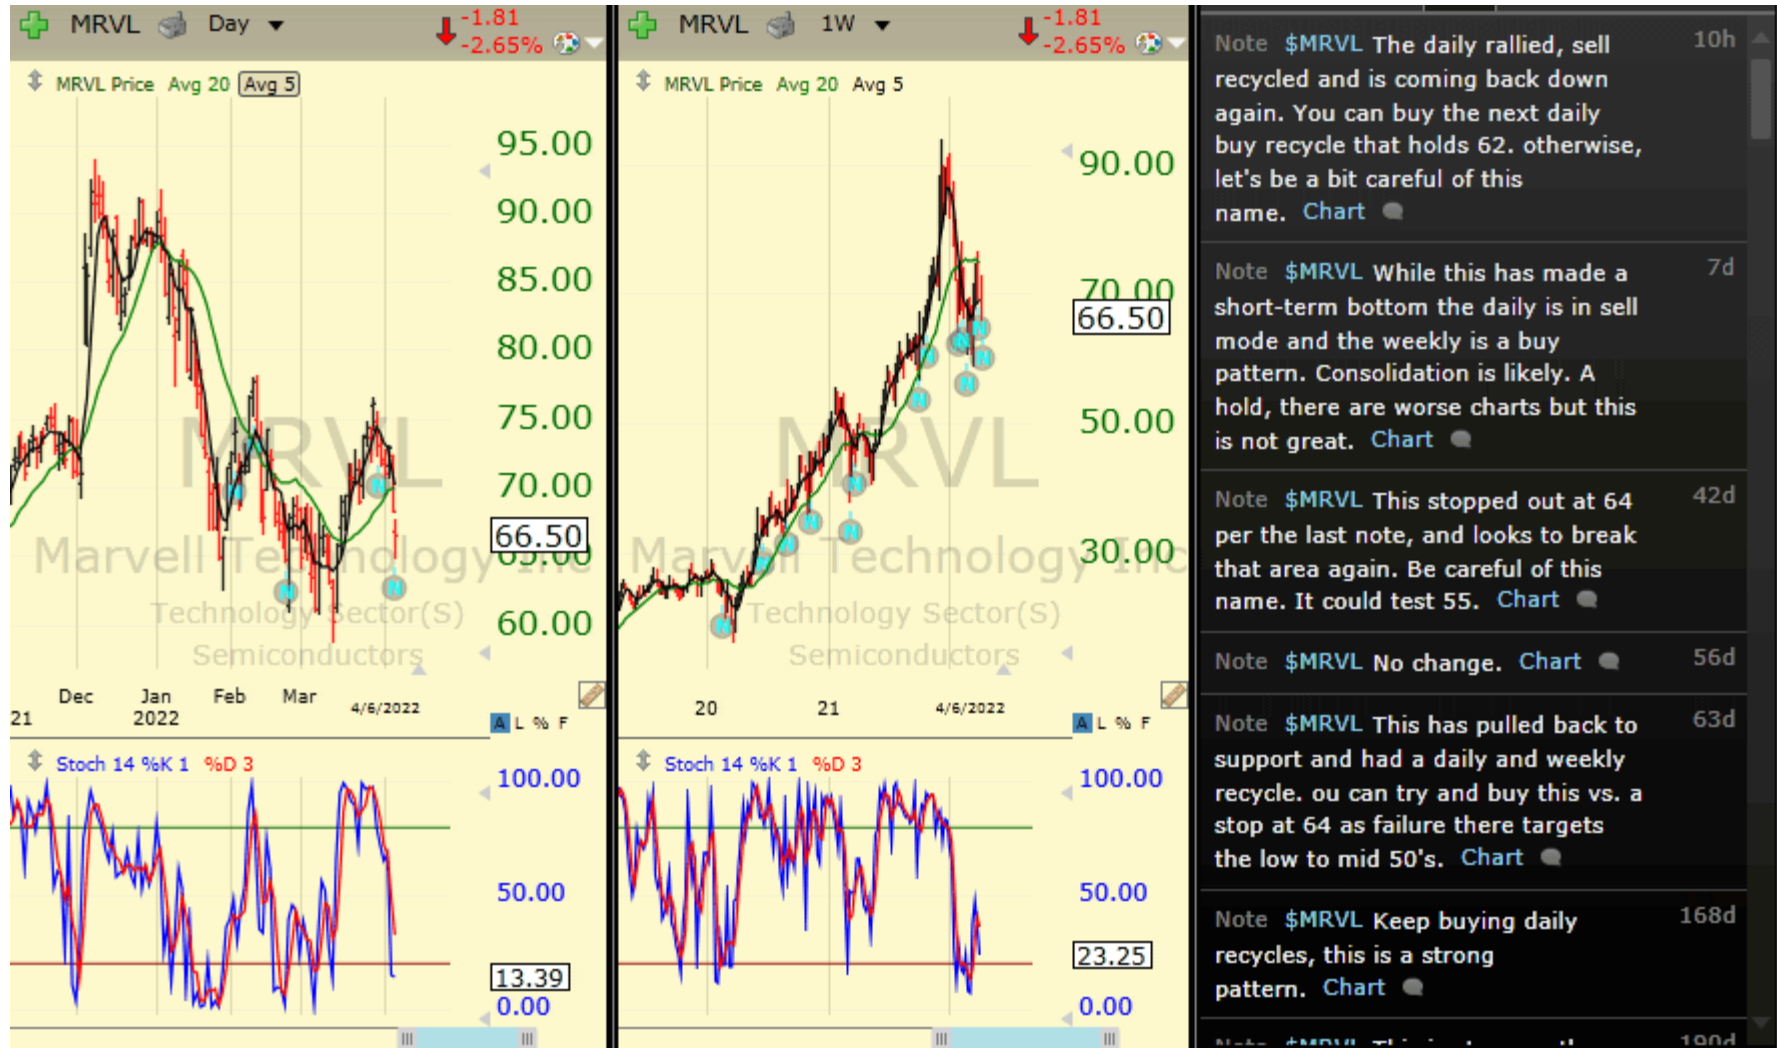 MRVL Day -1.81
-2.65%
MRVL Price Avg 20 Avg 5
95.00
90.00
85.00
80.00
75.00
70.00
66.50
65.00
60.00
MRVL
Marvell Technology Inc
Technology Sector(S)
Semiconductors
N
N
N
N
21 Dec Jan 2022 Feb Mar 4/6/2022
A L % F
Stoch 14 %K 1 %D 3
100.00
50.00
13.39
0.00
MRVL 1W -1.81
-2.65%
MRVL Price Avg 20 Avg 5
90.00
70.00
66.50
50.00
30.00
MRVL
Marvell Technology Inc
Technology Sector(S)
Semiconductors
20 21 4/6/2022
A L % F
Stoch 14 %K 1 %D 3
100.00
50.00
23.25
0.00
Note $MRVL The daily rallied, sell 10h
recycled and is coming back down
again. You can buy the next daily
buy recycle that holds 62. otherwise,
let's be a bit careful of this
name. Chart
Note $MRVL While this has made a 7d
short-term bottom the daily is in sell
mode and the weekly is a buy
pattern. Consolidation is likely. A
hold, there are worse charts but this
is not great. Chart
Note $MRVL This stopped out at 64 42d
per the last note, and looks to break
that area again. Be careful of this
name. It could test 55. Chart
Note $MRVL No change. Chart 56d
Note $MRVL This has pulled back to 63d
support and had a daily and weekly
recycle. ou can try and buy this vs. a
stop at 64 as failure there targets
the low to mid 50's. Chart
Note $MRVL Keep buying daily 168d
recycles, this is a strong
pattern. Chart